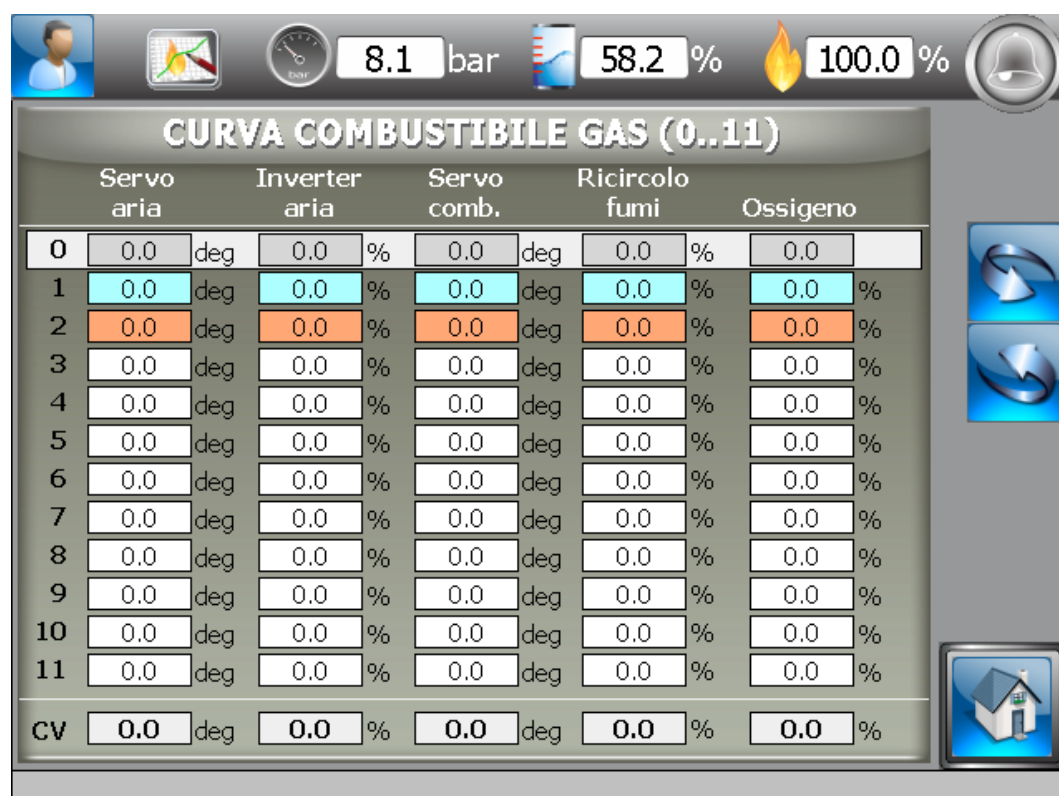 bar 8.1 bar 58.2 % 100.0 %
CURVA COMBUSTIBILE GAS (0..11)
Servo aria Inverter aria Servo comb. Ricircolo fumi Ossigeno
0 0.0 deg 0.0 % 0.0 deg 0.0 % 0.0
1 0.0 deg 0.0 % 0.0 deg 0.0 % 0.0 %
2 0.0 deg 0.0 % 0.0 deg 0.0 % 0.0 %
3 0.0 deg 0.0 % 0.0 deg 0.0 % 0.0 %
4 0.0 deg 0.0 % 0.0 deg 0.0 % 0.0 %
5 0.0 deg 0.0 % 0.0 deg 0.0 % 0.0 %
6 0.0 deg 0.0 % 0.0 deg 0.0 % 0.0 %
7 0.0 deg 0.0 % 0.0 deg 0.0 % 0.0 %
8 0.0 deg 0.0 % 0.0 deg 0.0 % 0.0 %
9 0.0 deg 0.0 % 0.0 deg 0.0 % 0.0 %
10 0.0 deg 0.0 % 0.0 deg 0.0 % 0.0 %
11 0.0 deg 0.0 % 0.0 deg 0.0 % 0.0 %
CV 0.0 deg 0.0 % 0.0 deg 0.0 % 0.0 %